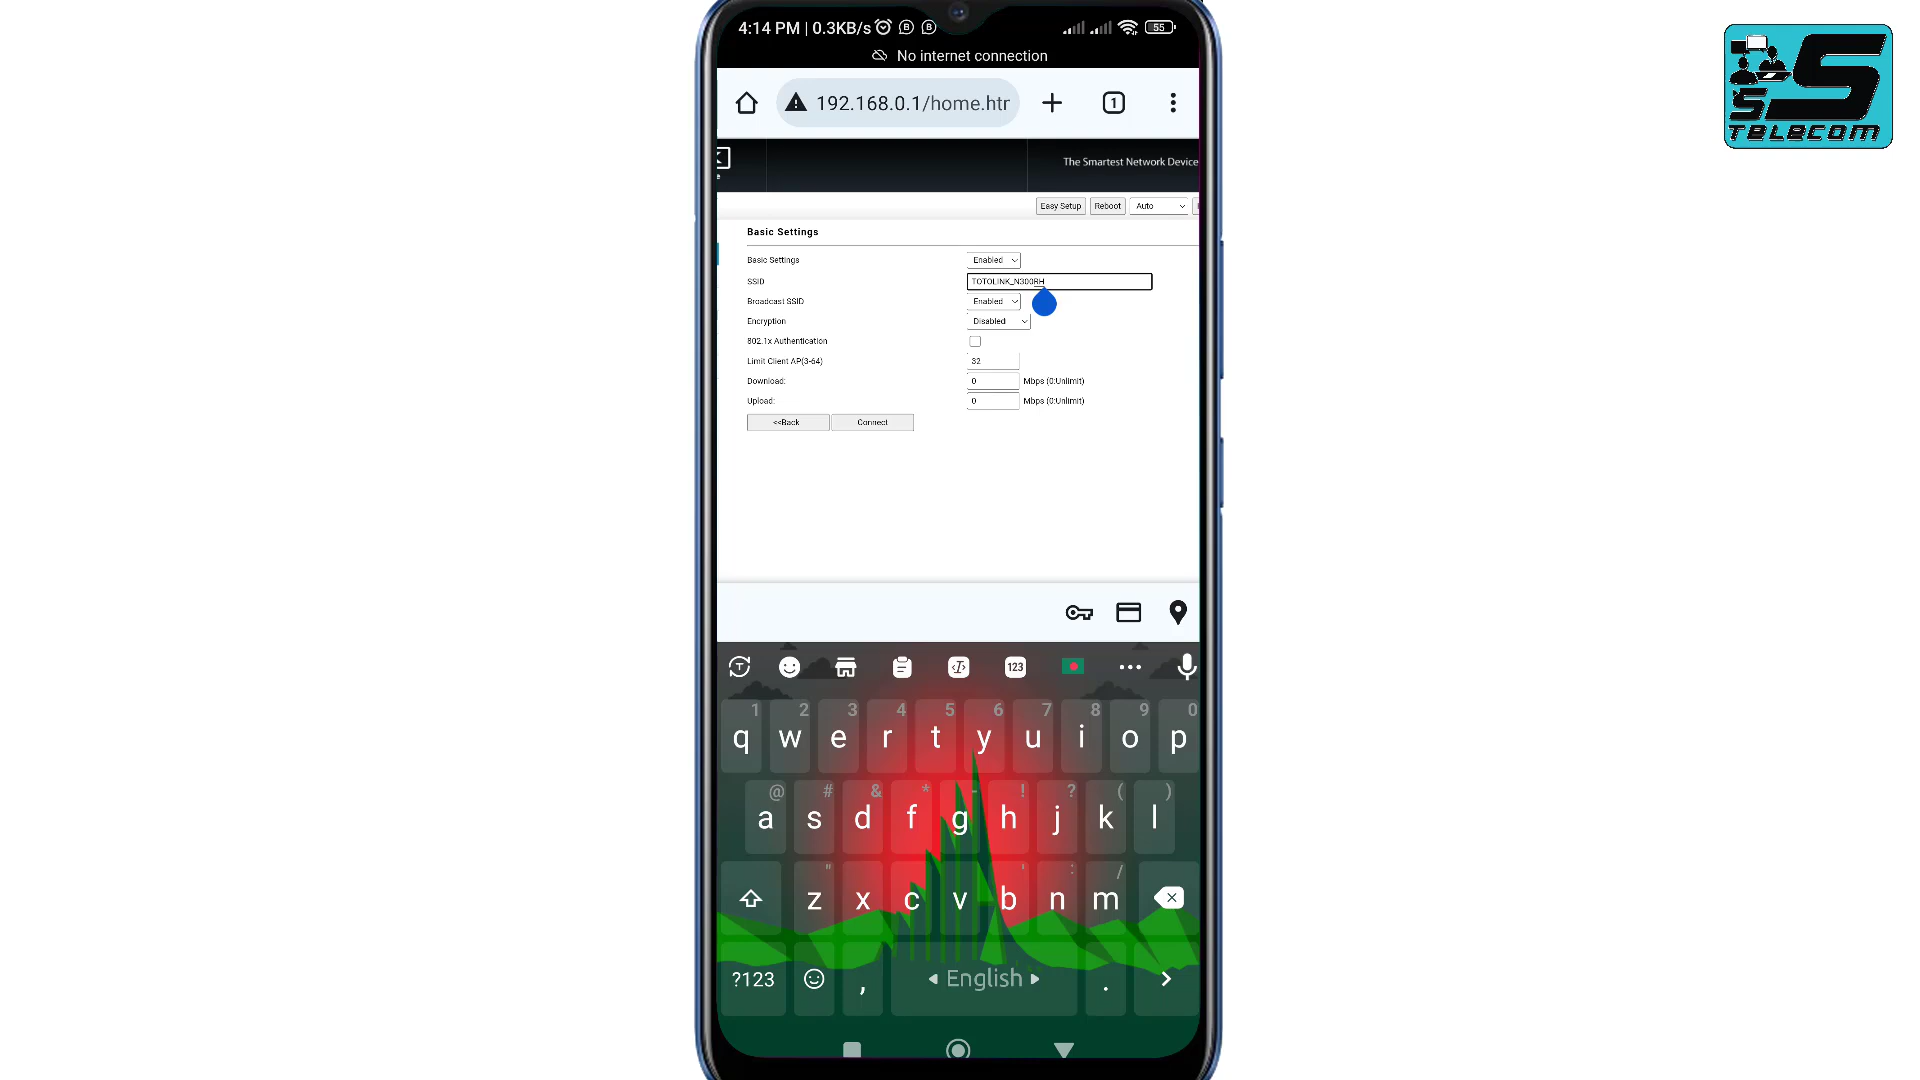 4:14 PM | 0.3KB/s
55
No internet connection
192.168.0.1/home.htr
1
The Smartest Network Device
Easy Setup
Reboot
Auto
Basic Settings
Basic Settings
Enabled
SSID
TOTOLINK_N300RH
Broadcast SSID
Enabled
Encryption
Disabled
802.1x Authentication
Limit Client AP(3-64)
32
Download:
0
Mbps (0:Unlimit)
Upload:
0
Mbps (0:Unlimit)
<<Back
Connect
123
1 2 3 4 5 6 7 8 9 0
q w e r t y u i o p
@ # & * - ! ? ( )
a s d f g h j k l
" ' : /
z x c v b n m
?123 , English .
SSS
TELECOM